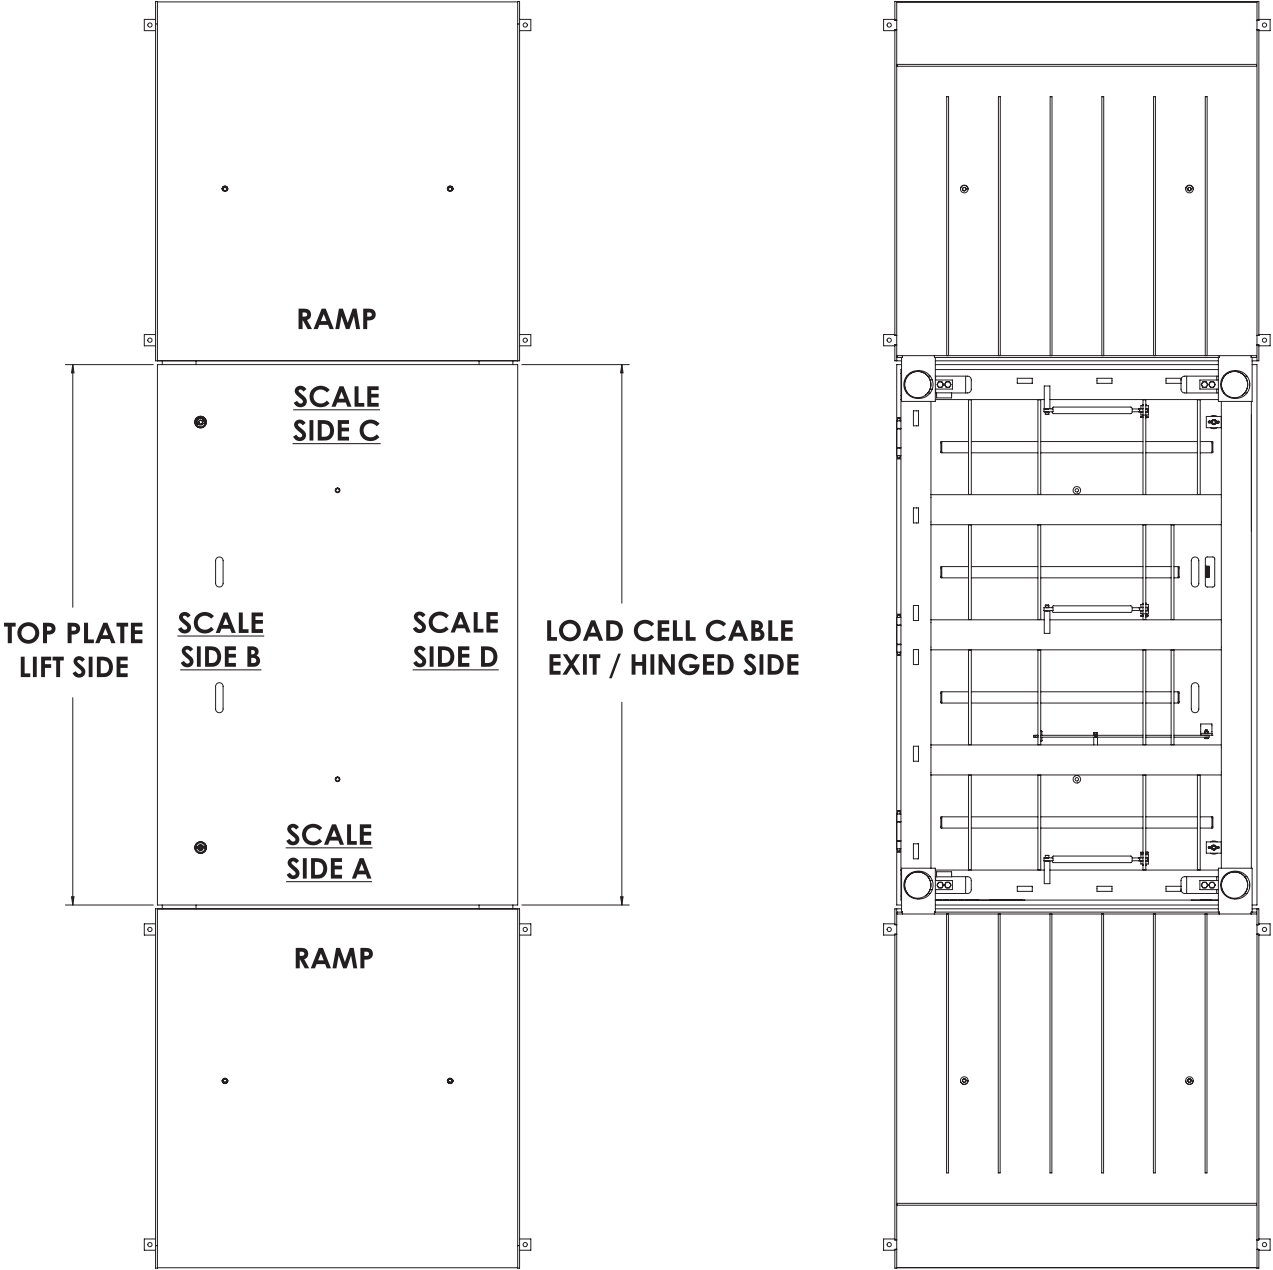 RAMP
SCALE
SIDE C
TOP PLATE
LIFT SIDE
SCALE
SIDE B
SCALE
SIDE D
LOAD CELL CABLE
EXIT / HINGED SIDE
SCALE
SIDE A
RAMP